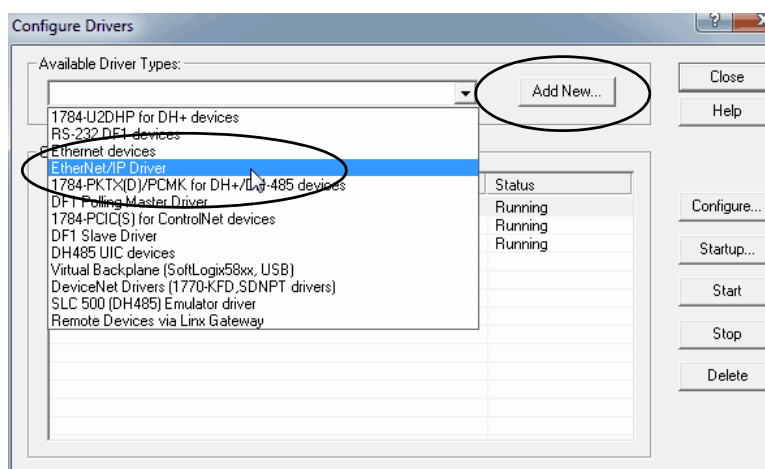 Configure Drivers
?
Available Driver Types:
Add New...
Close
Help
1784-U2DHP for DH+ devices
RS-232 DF1 devices
Ethernet devices
EtherNet/IP Driver
1784-PKTX(D)/PCMK for DH+/DH-485 devices
DF1 Polling Master Driver
1784-PCIC(S) for ControlNet devices
DF1 Slave Driver
DH485 UIC devices
Virtual Backplane (SoftLogix58xx, USB)
DeviceNet Drivers (1770-KFD,SDNPT drivers)
SLC 500 (DH485) Emulator driver
Remote Devices via Linx Gateway
Status
Running
Running
Running
Configure...
Startup...
Start
Stop
Delete